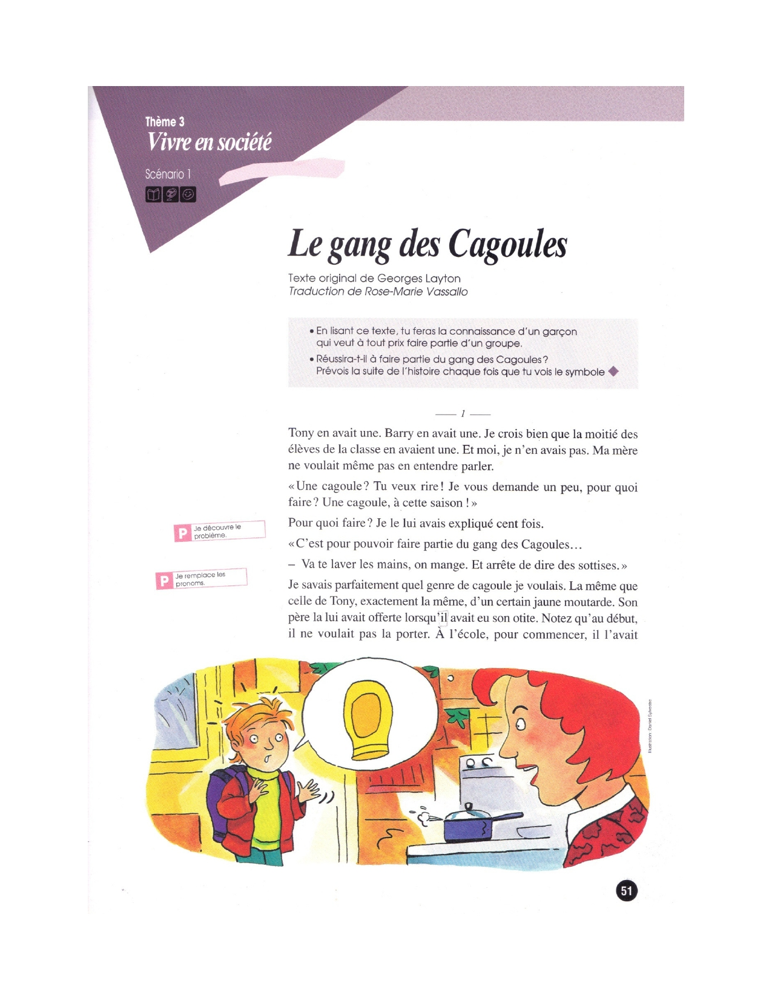 Thème 3
Vivre en société
Scénario 1
Le gang des Cagoules
Texte original de Georges Layton
Traduction de Rose-Marie Vassallo
• En lisant ce texte, tu feras la connaissance d'un garçon
qui veut à tout prix faire partie d'un groupe.
• Réussira-t-il à faire partie du gang des Cagoules?
Prévois la suite de l'histoire chaque fois que tu vois le symbole ◆
1
Tony en avait une. Barry en avait une. Je crois bien que la moitié des
élèves de la classe en avaient une. Et moi, je n'en avais pas. Ma mère
ne voulait même pas en entendre parler.
«Une cagoule? Tu veux rire! Je vous demande un peu, pour quoi
faire? Une cagoule, à cette saison!»
Pour quoi faire? Je le lui avais expliqué cent fois.
«C'est pour pouvoir faire partie du gang des Cagoules…
– Va te laver les mains, on mange. Et arrête de dire des sottises.»
Je savais parfaitement quel genre de cagoule je voulais. La même que
celle de Tony, exactement la même, d'un certain jaune moutarde. Son
père la lui avait offerte lorsqu'il avait eu son otite. Notez qu'au début,
il ne voulait pas la porter. À l'école, pour commencer, il l'avait
P Je découvre le
problème.
P Je remplace les
pronoms.
Illustration: Daniel Sylvestre
51